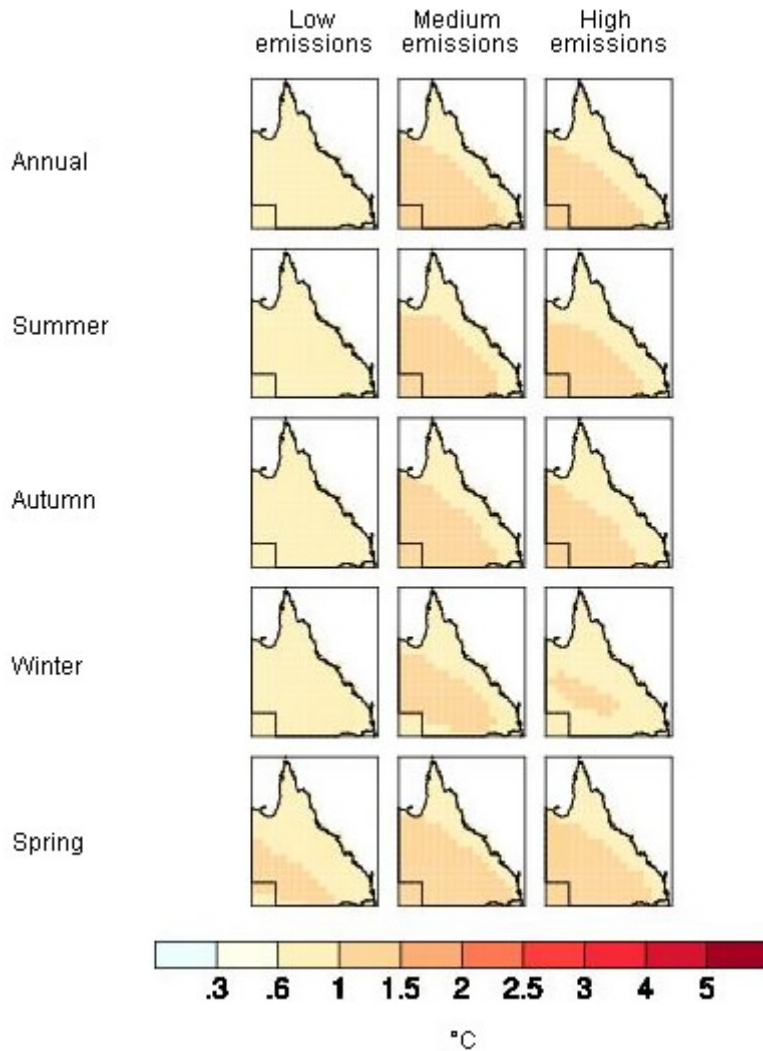 Low emissions
Medium emissions
High emissions
Annual
Summer
Autumn
Winter
Spring
.3 .6 1 1.5 2 2.5 3 4 5
°C